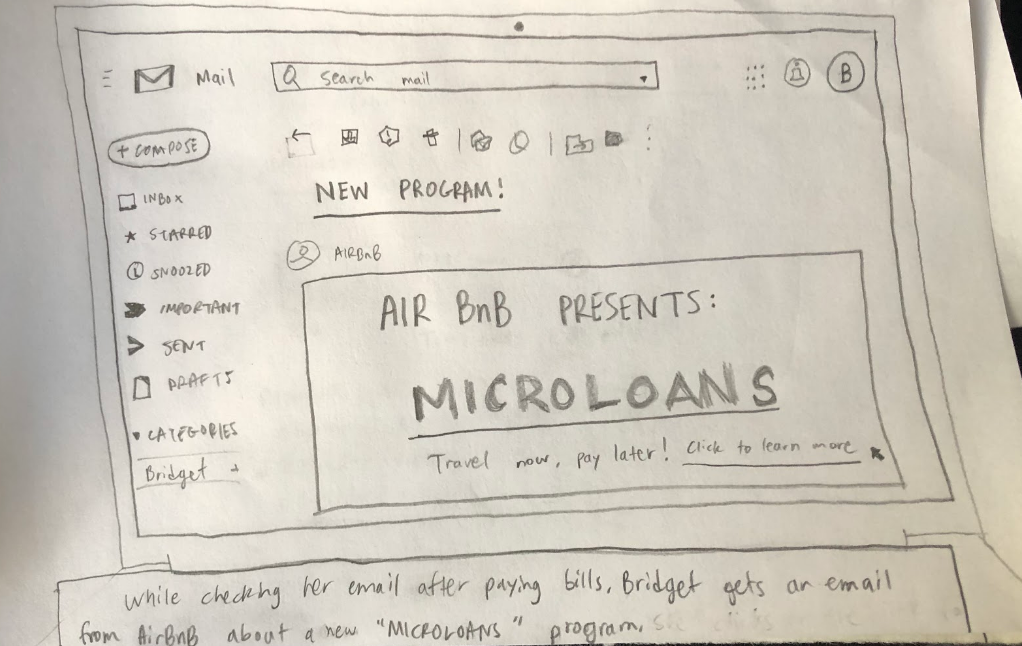 Mail
Search mail
B
+ COMPOSE
INBOX
STARRED
SNOOZED
IMPORTANT
SENT
DRAFTS
CATEGORIES
Bridget +
NEW PROGRAM!
AIRBnB
AIR BnB PRESENTS:
MICROLOANS
Travel now, pay later! Click to learn more
While checking her email after paying bills, Bridget gets an email
from AirBnB about a new "MICROLOANS" program.